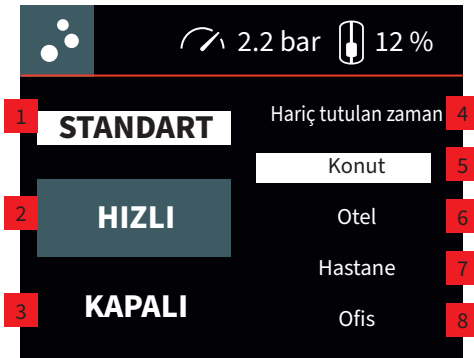 2.2 bar 12 %
1 STANDART
2 HIZLI
3 KAPALI
Hariç tutulan zaman 4
Konut 5
Otel 6
Hastane 7
Ofis 8